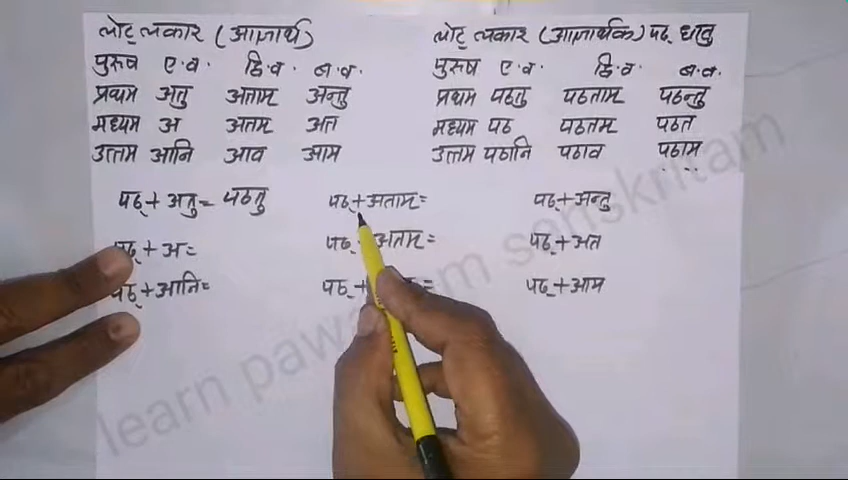 लोट् लकार (आज्ञार्थ)
पुरुष ए.व. द्वि.व. ब.व.
प्रथम अतु अताम् अन्तु
मध्यम अ अतम् अत
उत्तम आनि आव आम
लोट् लकार (आज्ञार्थक) पठ् धातु
पुरुष ए.व. द्वि.व. ब.व.
प्रथम पठतु पठताम् पठन्तु
मध्यम पठ पठतम् पठत
उत्तम पठानि पठाव पठाम
पठ् + अतु = पठतु पठ् + अताम् = पठ् + अन्तु
पठ् + अ = पठ् अतम् = पठ् + अत
पठ् + आनि = पठ् + = पठ् + आम
learn pawam sanskritam